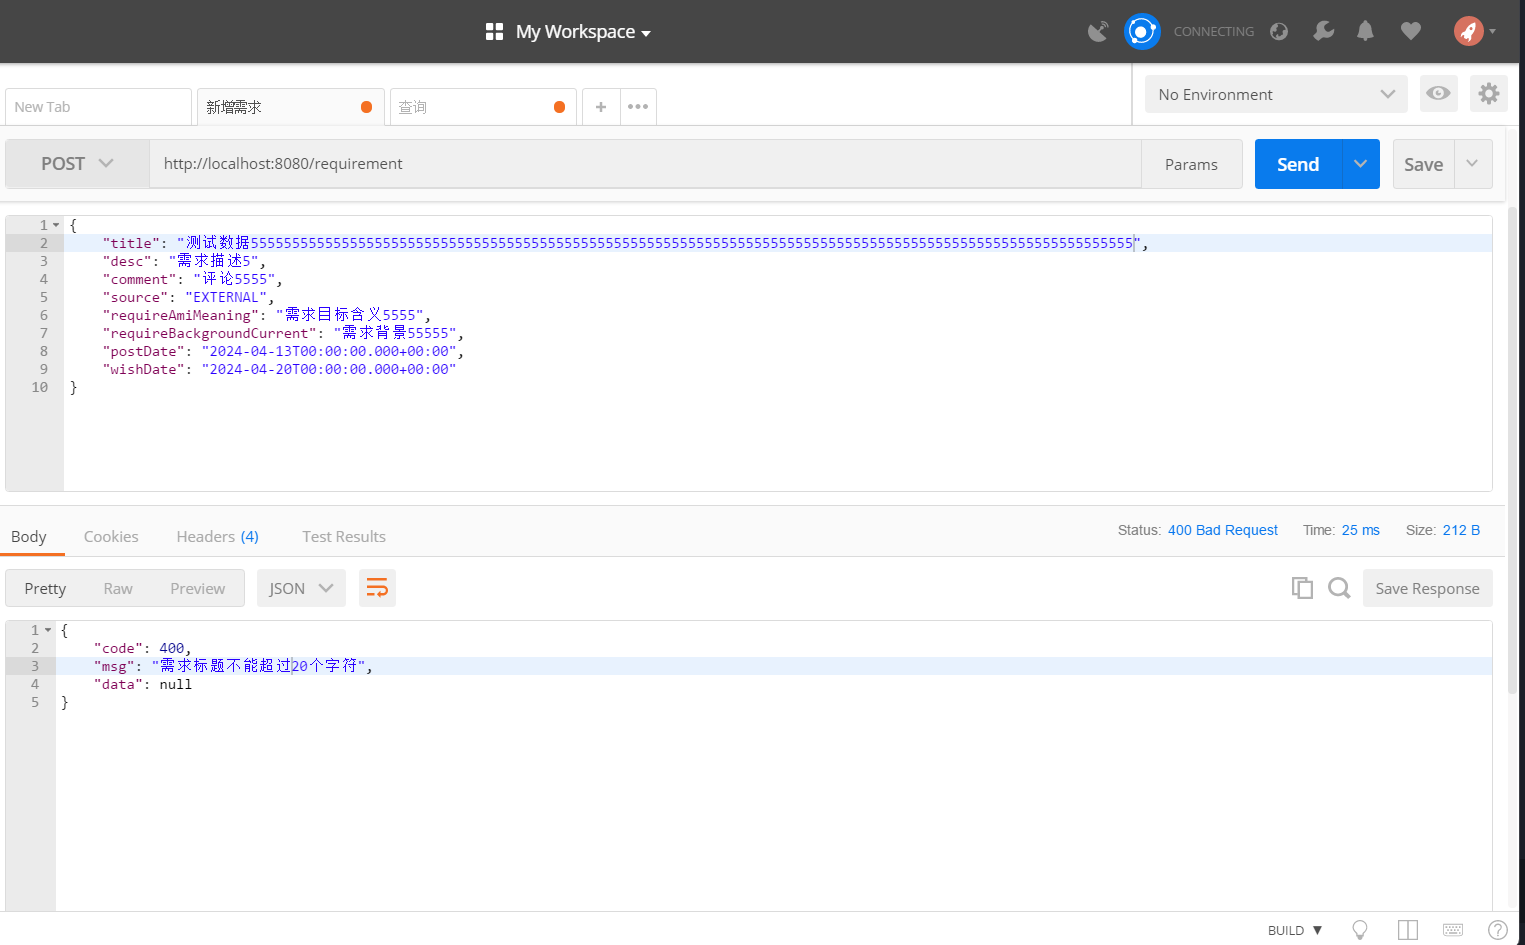 My Workspace
CONNECTING
New Tab
新增需求
查询
No Environment
POST
http://localhost:8080/requirement
Params
Send
Save
1 {
2 "title": "测试数据55555555555555555555555555555555555555555555555555555555555555555555555555555555555555555555555555555555555",
3 "desc": "需求描述5",
4 "comment": "评论5555",
5 "source": "EXTERNAL",
6 "requireAmiMeaning": "需求目标含义5555",
7 "requireBackgroundCurrent": "需求背景55555",
8 "postDate": "2024-04-13T00:00:00.000+00:00",
9 "wishDate": "2024-04-20T00:00:00.000+00:00"
10 }
Body Cookies Headers (4) Test Results
Status: 400 Bad Request Time: 25 ms Size: 212 B
Pretty Raw Preview JSON
Save Response
1 {
2 "code": 400,
3 "msg": "需求标题不能超过20个字符",
4 "data": null
5 }
BUILD